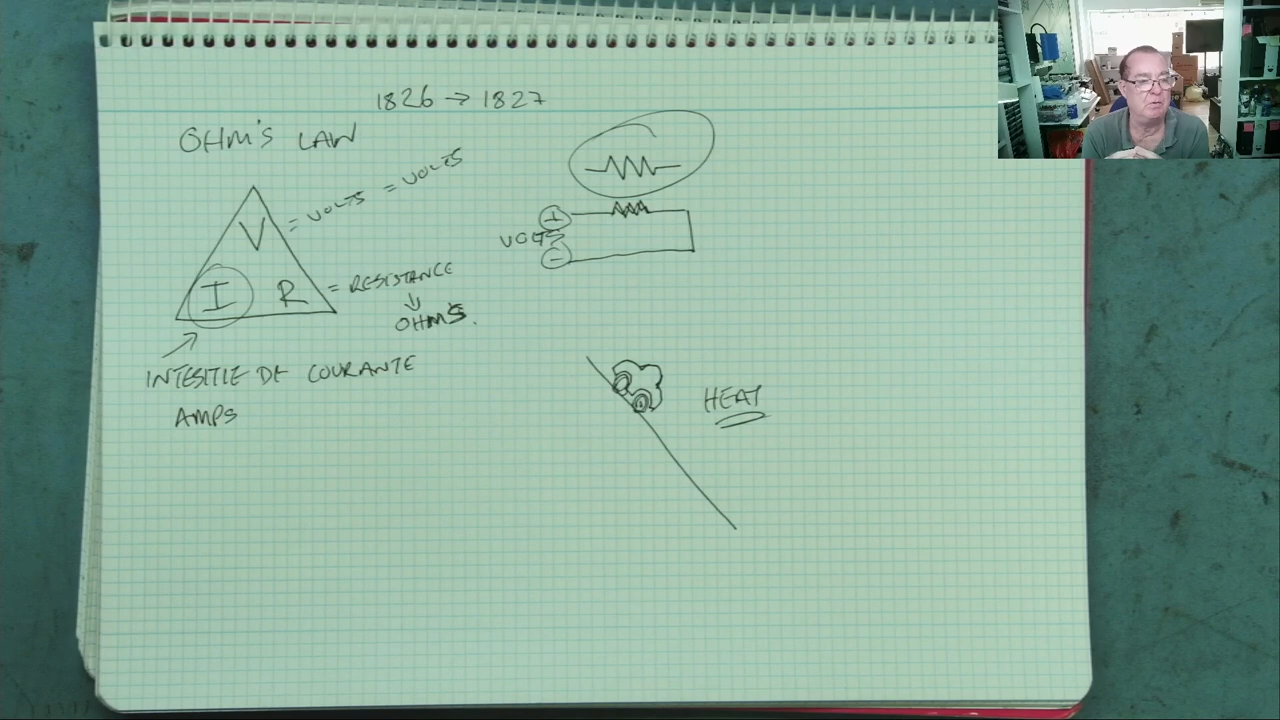 1826 → 1827
OHM'S LAW
V = VOLTS = VOLTS
I R = RESISTANCE
↓
OHMS.
INTESITIE DE COURANTE
AMPS
+
VOLTS
-
HEAT